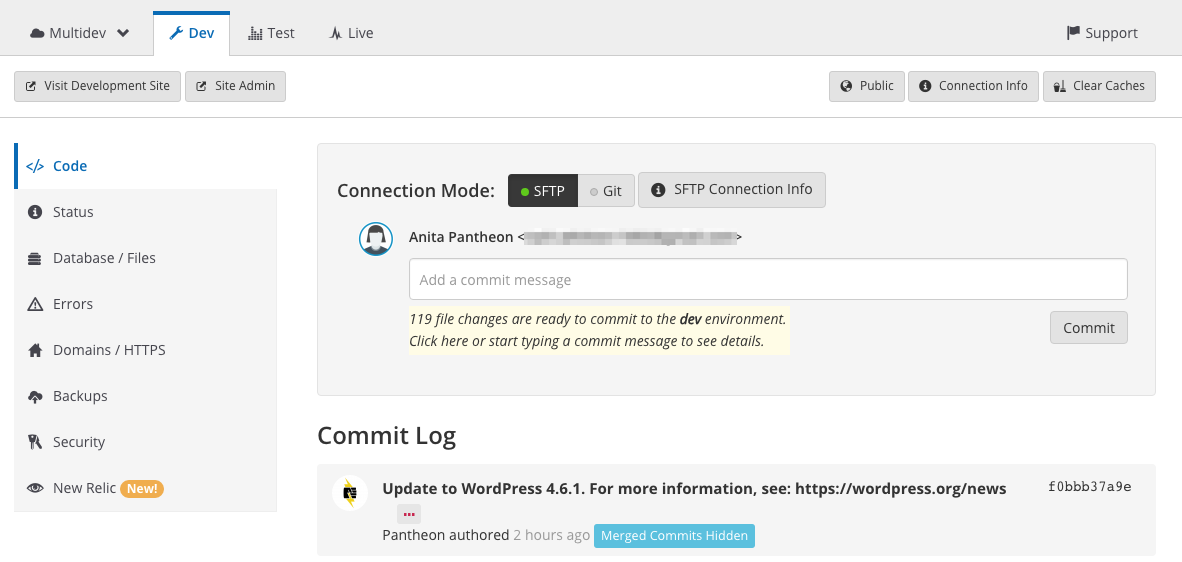 Multidev
Dev
Test
Live
Support
Visit Development Site
Site Admin
Public
Connection Info
Clear Caches
</> Code
Status
Database / Files
Errors
Domains / HTTPS
Backups
Security
New Relic New!
Connection Mode:
SFTP
Git
SFTP Connection Info
Anita Pantheon < >
Add a commit message
119 file changes are ready to commit to the dev environment.
Click here or start typing a commit message to see details.
Commit
Commit Log
Update to WordPress 4.6.1. For more information, see: https://wordpress.org/news
f0bbb37a9e
...
Pantheon authored 2 hours ago Merged Commits Hidden